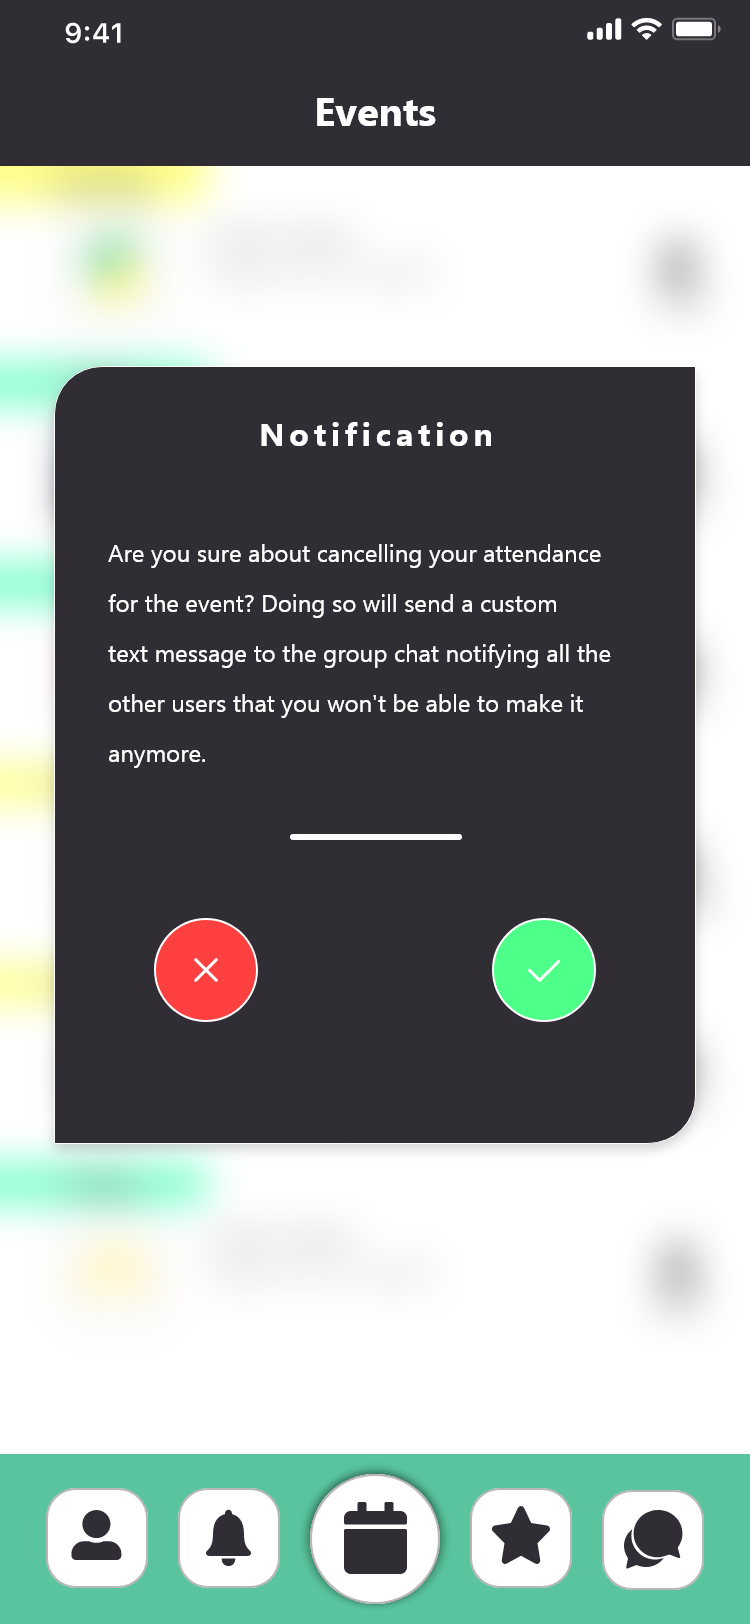 9:41
Events
Notification
Are you sure about cancelling your attendance
for the event? Doing so will send a custom
text message to the group chat notifying all the
other users that you won't be able to make it
anymore.